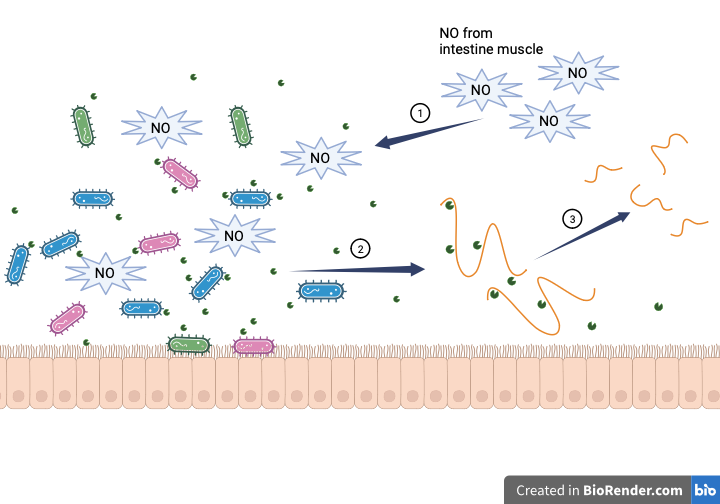 NO from
intestine muscle
NO
NO
NO
1
NO
NO
3
NO
2
NO
Created in BioRender.com bio